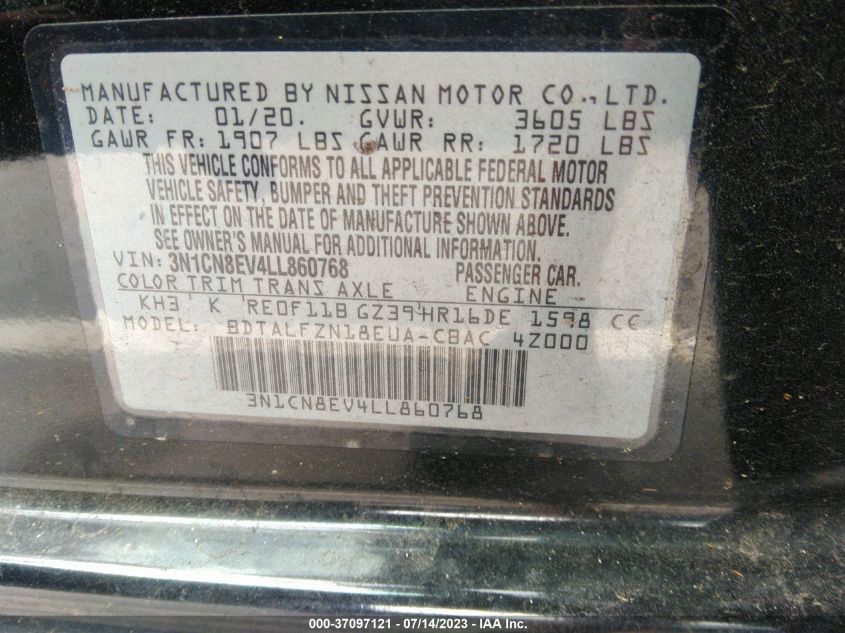 MANUFACTURED BY NISSAN MOTOR CO., LTD.
DATE: 01/20. GVWR: 3605 LBS
GAWR FR: 1907 LBS GAWR RR: 1720 LBS
THIS VEHICLE CONFORMS TO ALL APPLICABLE FEDERAL MOTOR
VEHICLE SAFETY, BUMPER AND THEFT PREVENTION STANDARDS
IN EFFECT ON THE DATE OF MANUFACTURE SHOWN ABOVE.
SEE OWNER'S MANUAL FOR ADDITIONAL INFORMATION.
VIN: 3N1CN8EV4LL860768 PASSENGER CAR.
COLOR TRIM TRANS AXLE ENGINE
KH3 K RE0F11B GZ39 HR16DE 1598 CC
MODEL: BDTALFZN18EUA-CBAC 4Z000
3N1CN8EV4LL860768
000-37097121 - 07/14/2023 - IAA Inc.